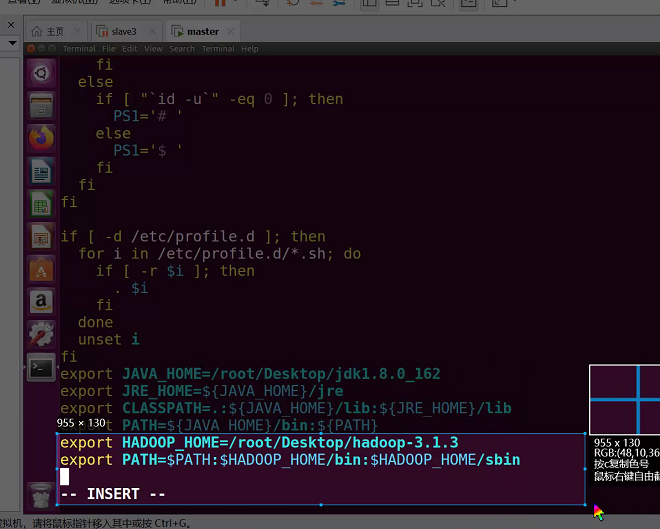 主页 slave3 master
Terminal Terminal File Edit View Search Terminal Help
fi
else
if [ "`id -u`" -eq 0 ]; then
PS1='# '
else
PS1='$ '
fi
fi
fi
if [ -d /etc/profile.d ]; then
for i in /etc/profile.d/*.sh; do
if [ -r $i ]; then
. $i
fi
done
unset i
fi
export JAVA_HOME=/root/Desktop/jdk1.8.0_162
export JRE_HOME=${JAVA_HOME}/jre
export CLASSPATH=.:${JAVA_HOME}/lib:${JRE_HOME}/lib
export PATH=${JAVA_HOME}/bin:${PATH}
955 × 130
export HADOOP_HOME=/root/Desktop/hadoop-3.1.3
export PATH=$PATH:$HADOOP_HOME/bin:$HADOOP_HOME/sbin
-- INSERT --
955 x 130
RGB:(48,10,36
按c复制色号
鼠标右键自由截
拟机，请将鼠标指针移入其中或按 Ctrl+G。